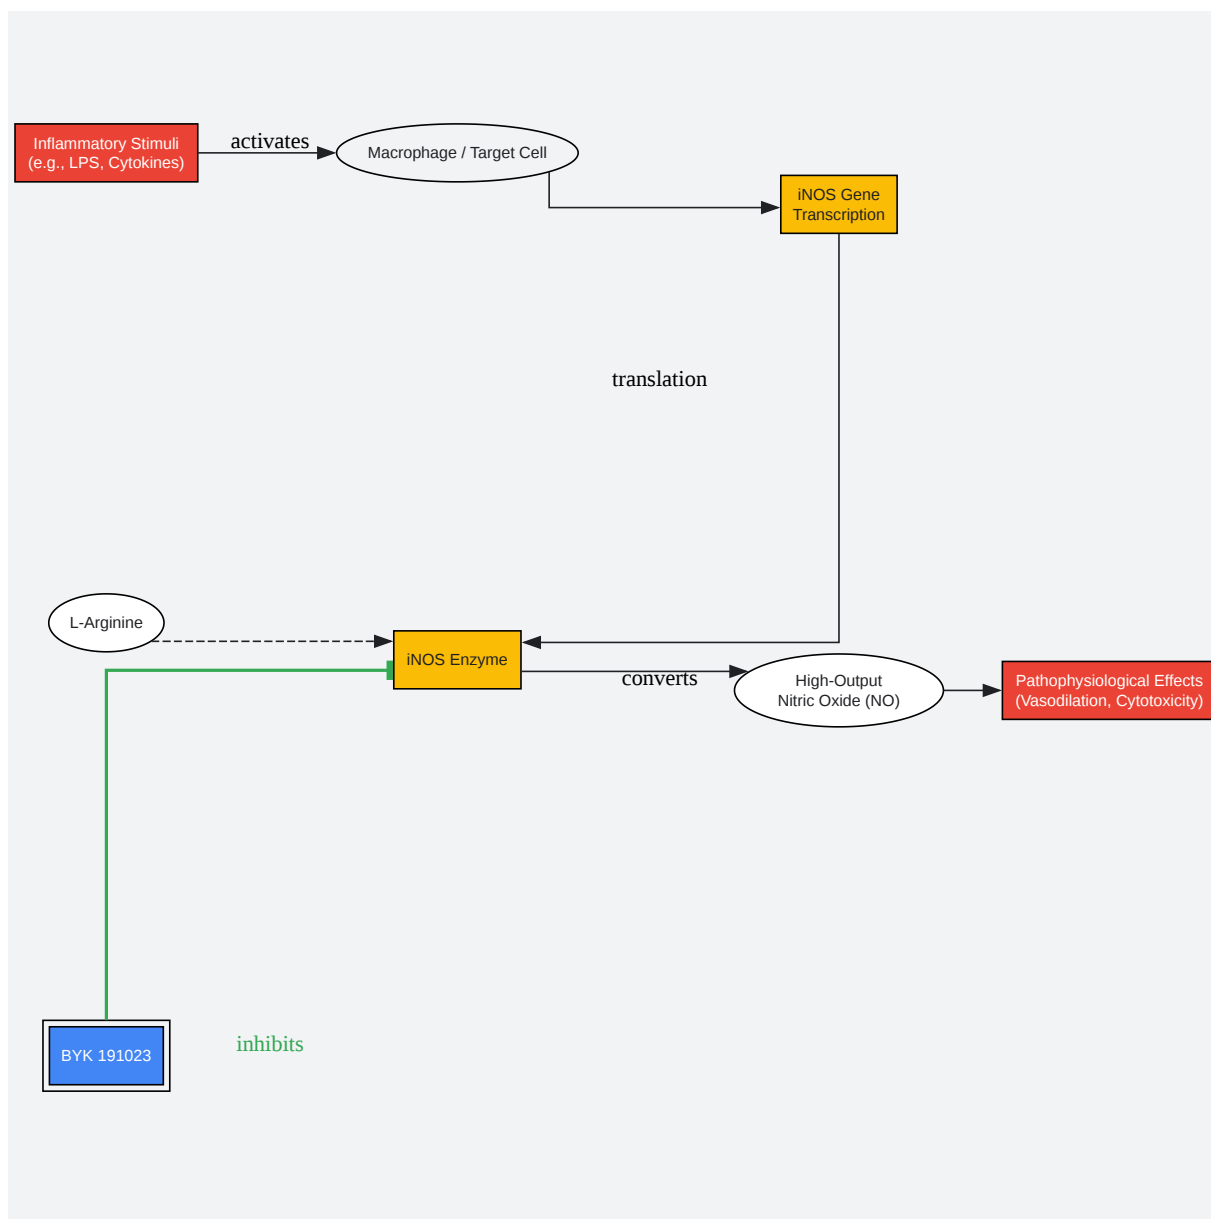 Inflammatory Stimuli
(e.g., LPS, Cytokines)
activates
Macrophage / Target Cell
iNOS Gene
Transcription
translation
L-Arginine
iNOS Enzyme
converts
High-Output
Nitric Oxide (NO)
Pathophysiological Effects
(Vasodilation, Cytotoxicity)
BYK 191023
inhibits